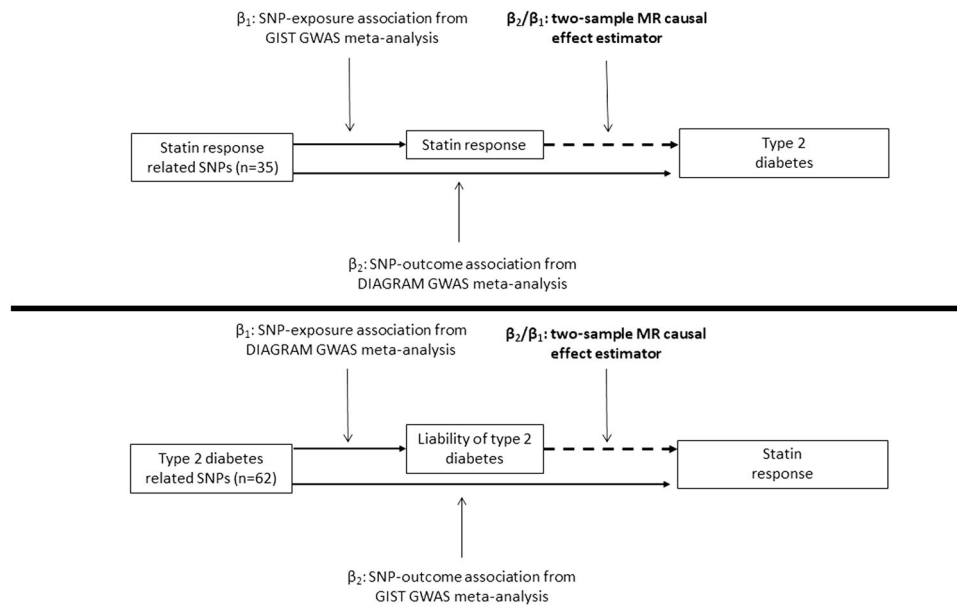 β₁: SNP-exposure association from
GIST GWAS meta-analysis
β₂/β₁: two-sample MR causal
effect estimator
Statin response
related SNPs (n=35)
Statin response
Type 2
diabetes
β₂: SNP-outcome association from
DIAGRAM GWAS meta-analysis
β₁: SNP-exposure association from
DIAGRAM GWAS meta-analysis
β₂/β₁: two-sample MR causal
effect estimator
Type 2 diabetes
related SNPs (n=62)
Liability of type 2
diabetes
Statin
response
β₂: SNP-outcome association from
GIST GWAS meta-analysis